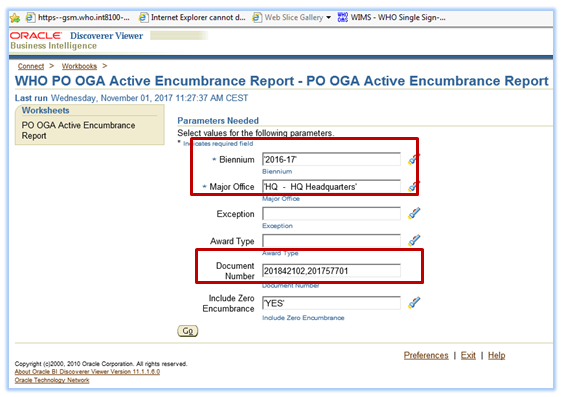 https--gsm.who.int8100-... Internet Explorer cannot d... Web Slice Gallery WHO OMS WIMS - WHO Single Sign-...
ORACLE Discoverer Viewer
Business Intelligence
Connect > Workbooks >
WHO PO OGA Active Encumbrance Report - PO OGA Active Encumbrance Report
Last run Wednesday, November 01, 2017 11:27:37 AM CEST
Worksheets
PO OGA Active Encumbrance
Report
Parameters Needed
Select values for the following parameters.
* Indicates required field
* Biennium '2016-17'
Biennium
* Major Office 'HQ - HQ Headquarters'
Major Office
Exception
Exception
Award Type
Award Type
Document
Number 201842102,201757701
Document Number
Include Zero
Encumbrance 'YES'
Include Zero Encumbrance
Go
Preferences | Exit | Help
Copyright (c)2000, 2010 Oracle Corporation. All rights reserved.
About Oracle BI Discoverer Viewer Version 11.1.1.6.0
Oracle Technology Network